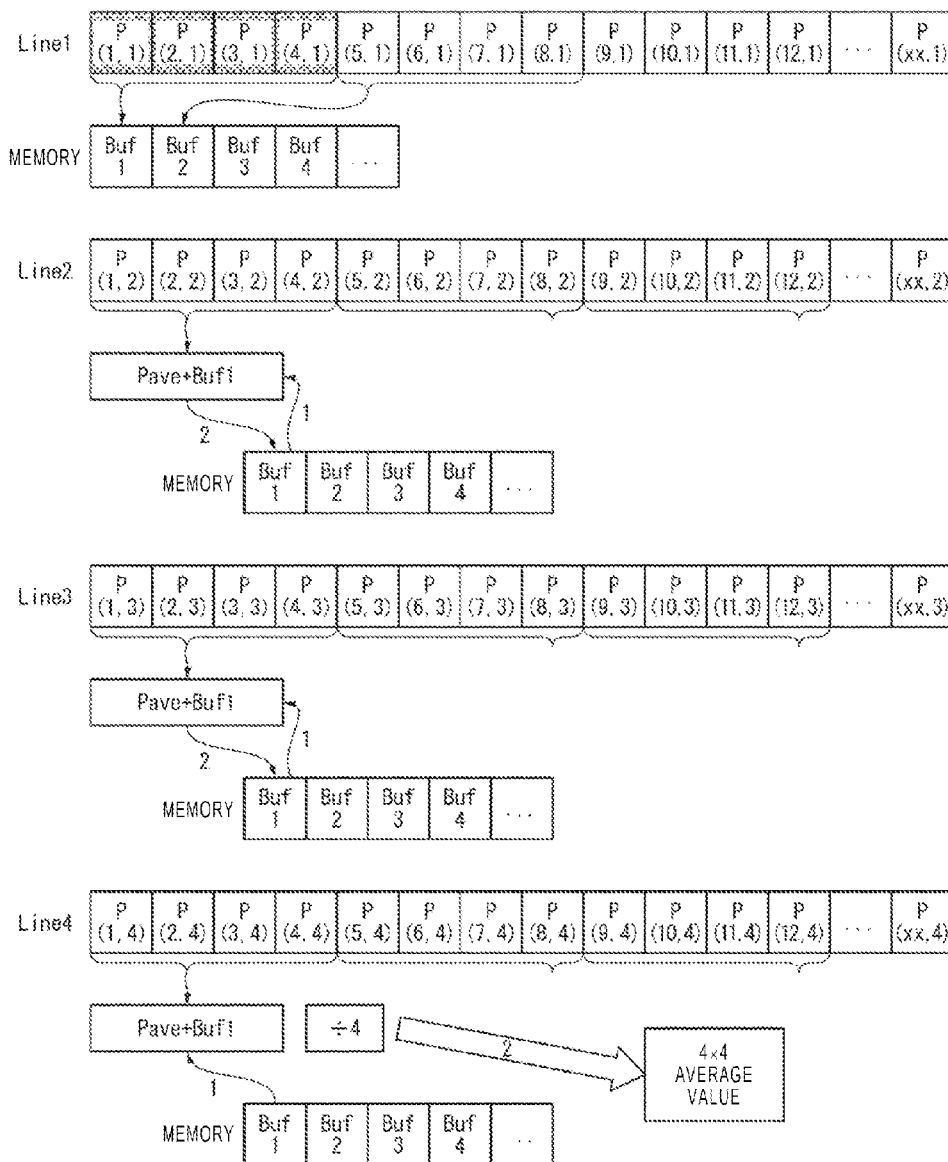 Line1 P (1, 1) P (2, 1) P (3, 1) P (4, 1) P (5, 1) P (6, 1) P (7, 1) P (8.1) P (9.1) P (10.1) P (11.1) P (12.1) ... P (xx.1)
MEMORY Buf 1 Buf 2 Buf 3 Buf 4 ...
Line2 P (1, 2) P (2, 2) P (3, 2) P (4, 2) P (5, 2) P (6, 2) P (7, 2) P (8, 2) P (9, 2) P (10, 2) P (11, 2) P (12, 2) ... P (xx, 2)
Pave+Buf1
1
2
MEMORY Buf 1 Buf 2 Buf 3 Buf 4 ...
Line3 P (1, 3) P (2, 3) P (3, 3) P (4, 3) P (5, 3) P (6, 3) P (7, 3) P (8, 3) P (9, 3) P (10, 3) P (11, 3) P (12, 3) ... P (xx, 3)
Pave+Buf1
1
2
MEMORY Buf 1 Buf 2 Buf 3 Buf 4 ...
Line4 P (1, 4) P (2, 4) P (3, 4) P (4, 4) P (5, 4) P (6, 4) P (7, 4) P (8, 4) P (9, 4) P (10, 4) P (11, 4) P (12, 4) ... P (xx, 4)
Pave+Buf1 ÷4
2
4×4
AVERAGE
VALUE
1
MEMORY Buf 1 Buf 2 Buf 3 Buf 4 ..